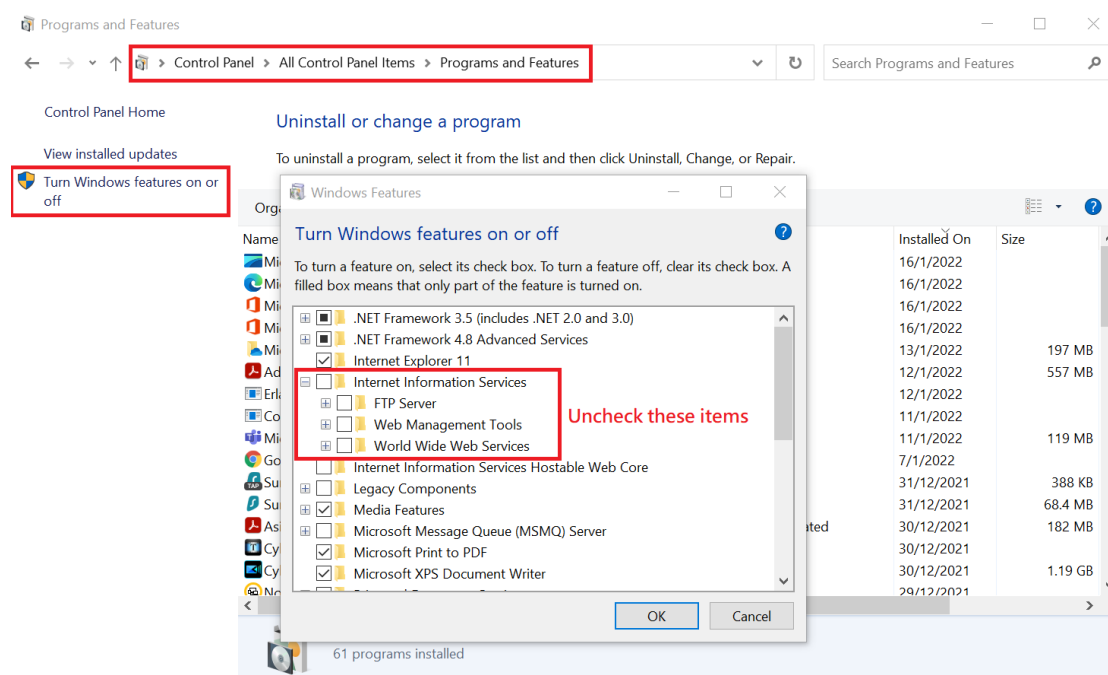 Programs and Features
Control Panel > All Control Panel Items > Programs and Features
Search Programs and Features
Control Panel Home
View installed updates
Turn Windows features on or
off
Uninstall or change a program
To uninstall a program, select it from the list and then click Uninstall, Change, or Repair.
Name
Installed On
Size
16/1/2022
16/1/2022
16/1/2022
16/1/2022
13/1/2022 197 MB
12/1/2022 557 MB
12/1/2022
11/1/2022
11/1/2022 119 MB
7/1/2022
31/12/2021 388 KB
31/12/2021 68.4 MB
30/12/2021 182 MB
30/12/2021
30/12/2021 1.19 GB
29/12/2021
61 programs installed
Windows Features
Turn Windows features on or off
To turn a feature on, select its check box. To turn a feature off, clear its check box. A
filled box means that only part of the feature is turned on.
.NET Framework 3.5 (includes .NET 2.0 and 3.0)
.NET Framework 4.8 Advanced Services
Internet Explorer 11
Internet Information Services
FTP Server
Web Management Tools
World Wide Web Services
Internet Information Services Hostable Web Core
Legacy Components
Media Features
Microsoft Message Queue (MSMQ) Server
Microsoft Print to PDF
Microsoft XPS Document Writer
OK
Cancel
Uncheck these items